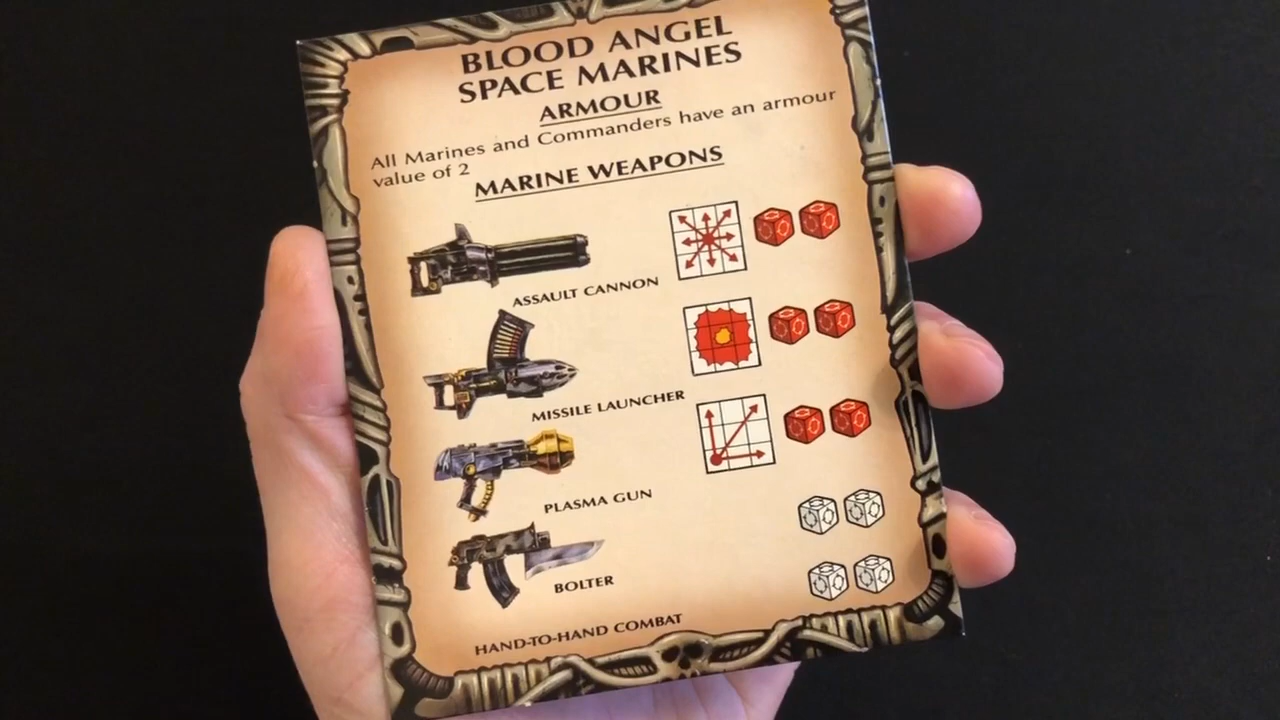 BLOOD ANGEL
SPACE MARINES
ARMOUR
All Marines and Commanders have an armour
value of 2
MARINE WEAPONS
ASSAULT CANNON
MISSILE LAUNCHER
PLASMA GUN
BOLTER
HAND-TO-HAND COMBAT